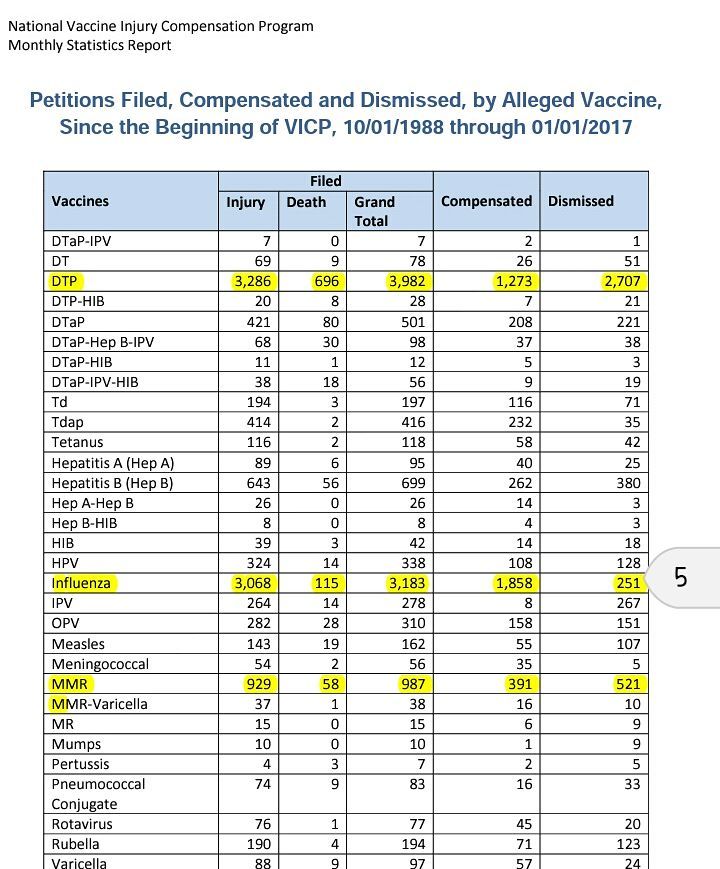 National Vaccine Injury Compensation Program
Monthly Statistics Report
Petitions Filed, Compensated and Dismissed, by Alleged Vaccine,
Since the Beginning of VICP, 10/01/1988 through 01/01/2017
Filed
Vaccines Injury Death Grand Compensated Dismissed
Total
DTaP-IPV 7 0 7 2 1
DT 69 9 78 26 51
DTP 3,286 696 3,982 1,273 2,707
DTP-HIB 20 8 28 7 21
DTaP 421 80 501 208 221
DTaP-Hep B-IPV 68 30 98 37 38
DTaP-HIB 11 1 12 5 3
DTaP-IPV-HIB 38 18 56 9 19
Td 194 3 197 116 71
Tdap 414 2 416 232 35
Tetanus 116 2 118 58 42
Hepatitis A (Hep A) 89 6 95 40 25
Hepatitis B (Hep B) 643 56 699 262 380
Hep A-Hep B 26 0 26 14 3
Hep B-HIB 8 0 8 4 3
HIB 39 3 42 14 18
HPV 324 14 338 108 128
Influenza 3,068 115 3,183 1,858 251
5
IPV 264 14 278 8 267
OPV 282 28 310 158 151
Measles 143 19 162 55 107
Meningococcal 54 2 56 35 5
MMR 929 58 987 391 521
MMR-Varicella 37 1 38 16 10
MR 15 0 15 6 9
Mumps 10 0 10 1 9
Pertussis 4 3 7 2 5
Pneumococcal 74 9 83 16 33
Conjugate
Rotavirus 76 1 77 45 20
Rubella 190 4 194 71 123
Varicella 88 9 97 57 24